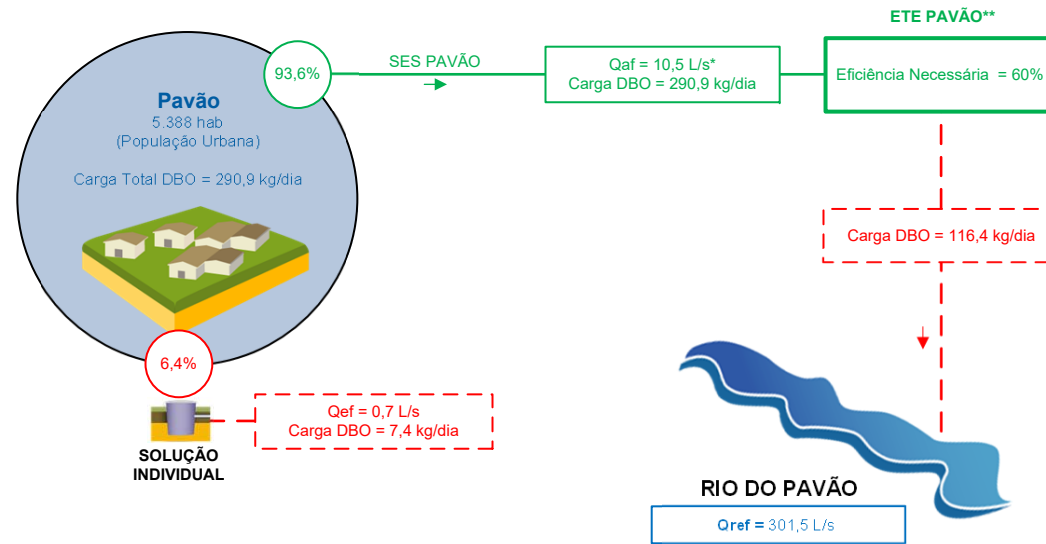 ETE PAVÃO**
93,6%
SES PAVÃO
Qaf = 10,5 L/s*
Carga DBO = 290,9 kg/dia
Eficiência Necessária = 60%
Pavão
5.388 hab
(População Urbana)
Carga Total DBO = 290,9 kg/dia
Carga DBO = 116,4 kg/dia
6,4%
Qef = 0,7 L/s
Carga DBO = 7,4 kg/dia
SOLUÇÃO
INDIVIDUAL
RIO DO PAVÃO
Qref = 301,5 L/s